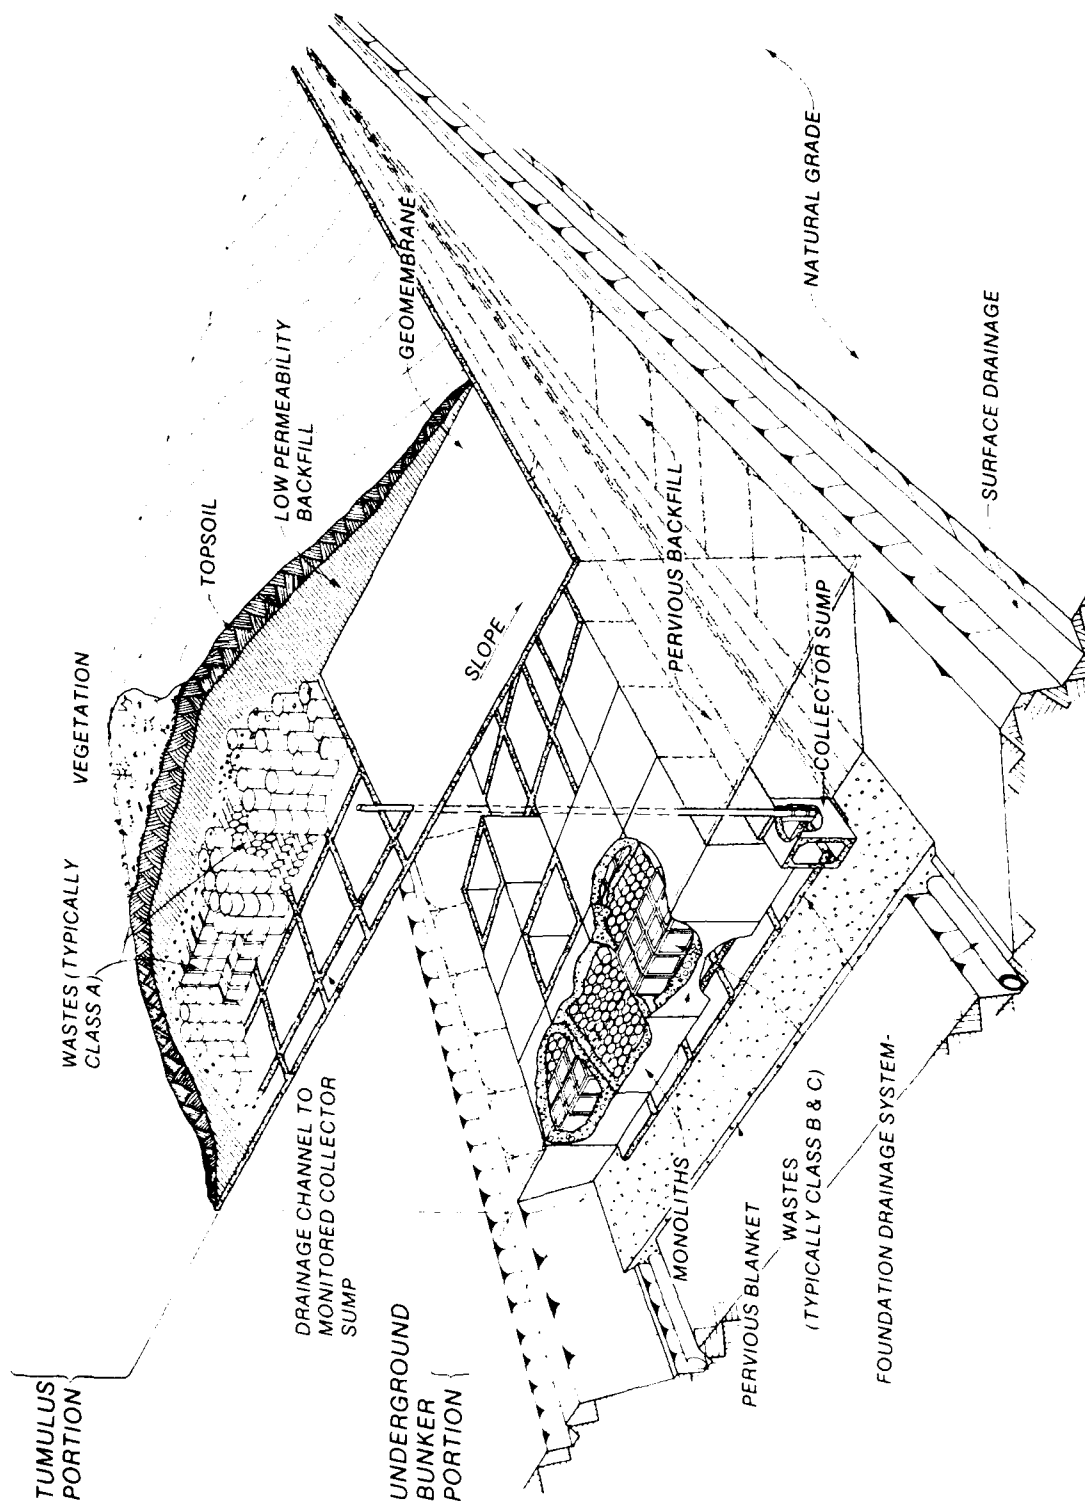 TUMULUS
PORTION
WASTES (TYPICALLY
CLASS A)
VEGETATION
TOPSOIL
LOW PERMEABILITY
BACKFILL
GEOMEMBRANE
DRAINAGE CHANNEL TO
MONITORED COLLECTOR
SUMP
SLOPE
UNDERGROUND
BUNKER
PORTION
PERVIOUS BACKFILL
MONOLITHS
COLLECTOR SUMP
NATURAL GRADE
PERVIOUS BLANKET
WASTES
(TYPICALLY CLASS B & C)
FOUNDATION DRAINAGE SYSTEM
SURFACE DRAINAGE